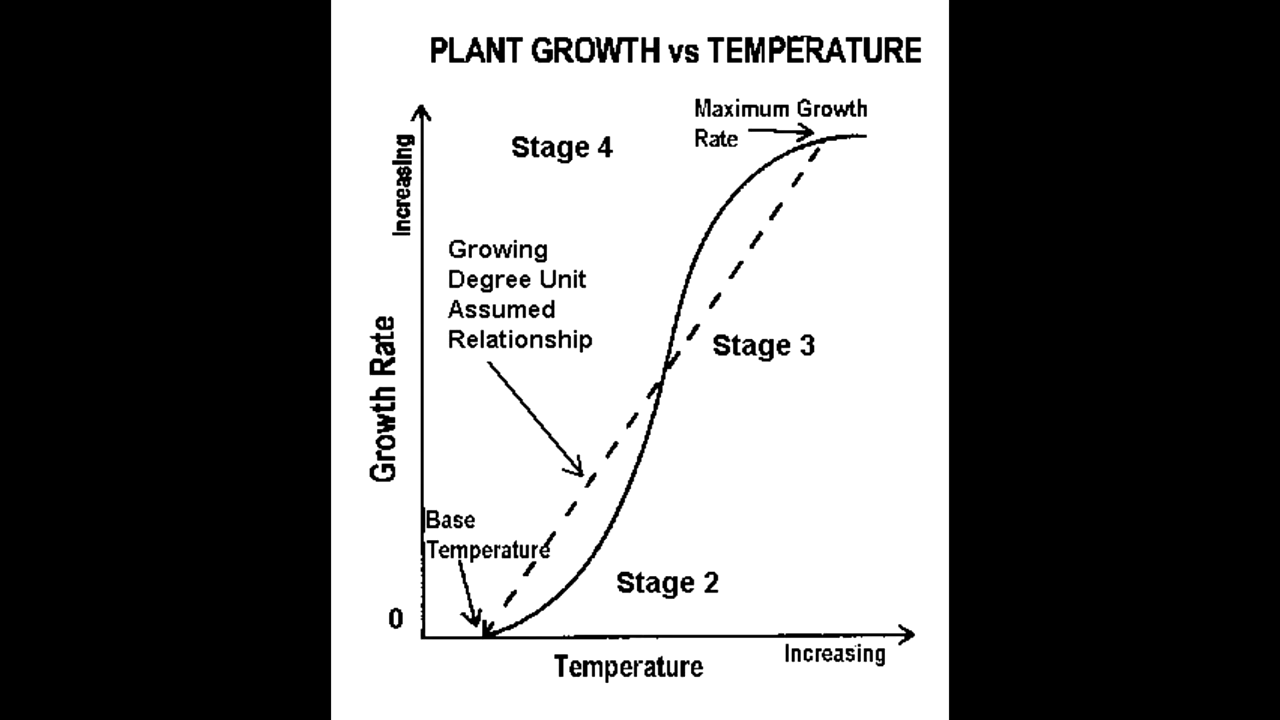 PLANT GROWTH vs TEMPERATURE
Maximum Growth
Rate
Stage 4
Increasing
Growing
Degree Unit
Assumed
Relationship
Stage 3
Growth Rate
Base
Temperature
Stage 2
0
Increasing
Temperature